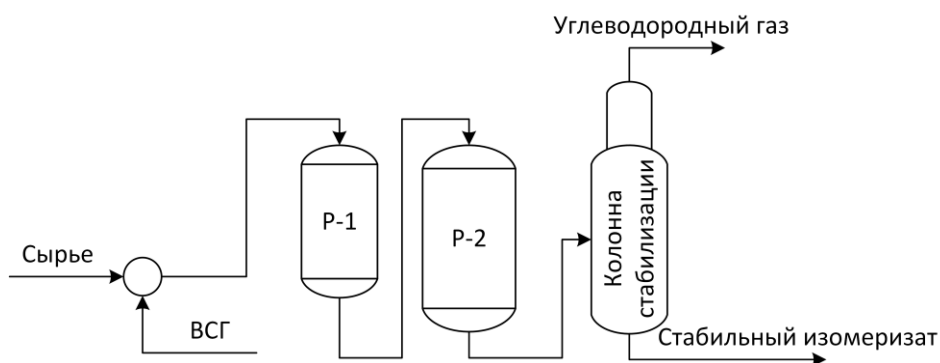 Углеводородный газ
Р-1
Р-2
Колонна
стабилизации
Сырье
ВСГ
Стабильный изомеризат